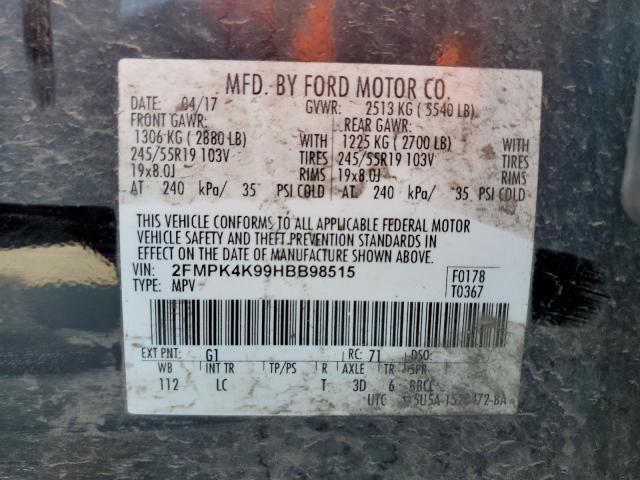 MFD. BY FORD MOTOR CO.
DATE: 04/17 GVWR: 2513 KG ( 5540 LB)
FRONT GAWR: REAR GAWR:
1306 KG ( 2880 LB) WITH 1225 KG ( 2700 LB) WITH
245/55R19 103V TIRES 245/55R19 103V TIRES
19x8.0J RIMS 19x8.0J RIMS
AT 240 kPa/ 35 PSI COLD AT 240 kPa/ 35 PSI COLD
THIS VEHICLE CONFORMS TO ALL APPLICABLE FEDERAL MOTOR
VEHICLE SAFETY AND THEFT PREVENTION STANDARDS IN
EFFECT ON THE DATE OF MANUFACTURE SHOWN ABOVE.
VIN: 2FMPK4K99HBB98515 F0178
TYPE: MPV T0367
EXT PNT: G1 RC: 71 DSO:
WB INT TR TP/PS R AXLE TR SPR
112 LC T 3D 6 BBCC
UTC